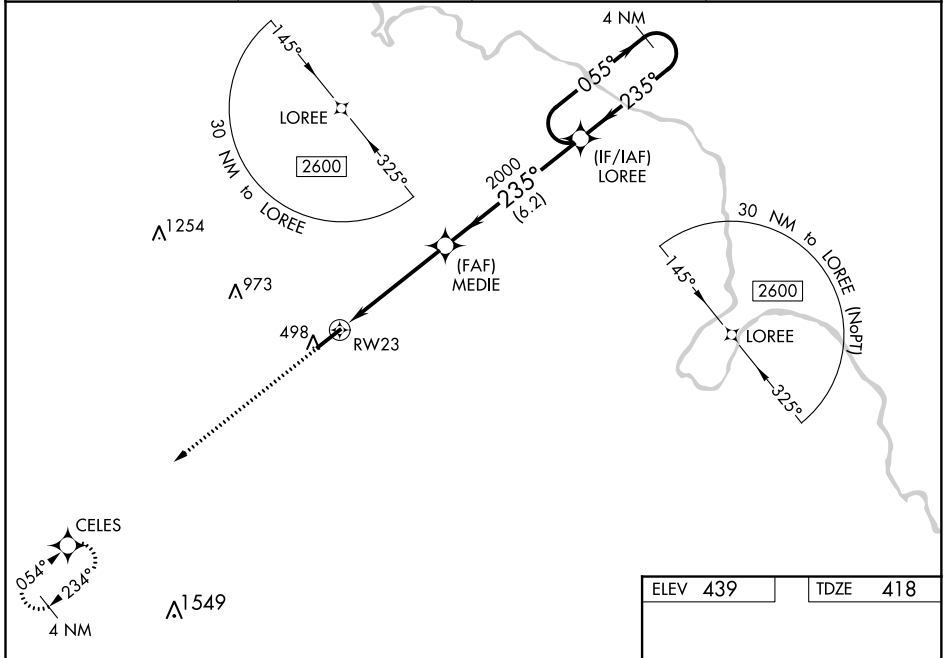 4 NM
055°
235°
(IF/IAF)
LOREE
145°
LOREE
2600
325°
30 NM to LOREE
2000
235°
(6.2)
1254
973
(FAF)
MEDIE
498
RW23
30 NM to LOREE (NoPT)
145°
2600
LOREE
325°
CELES
054°
234°
4 NM
1549
ELEV 439
TDZE 418